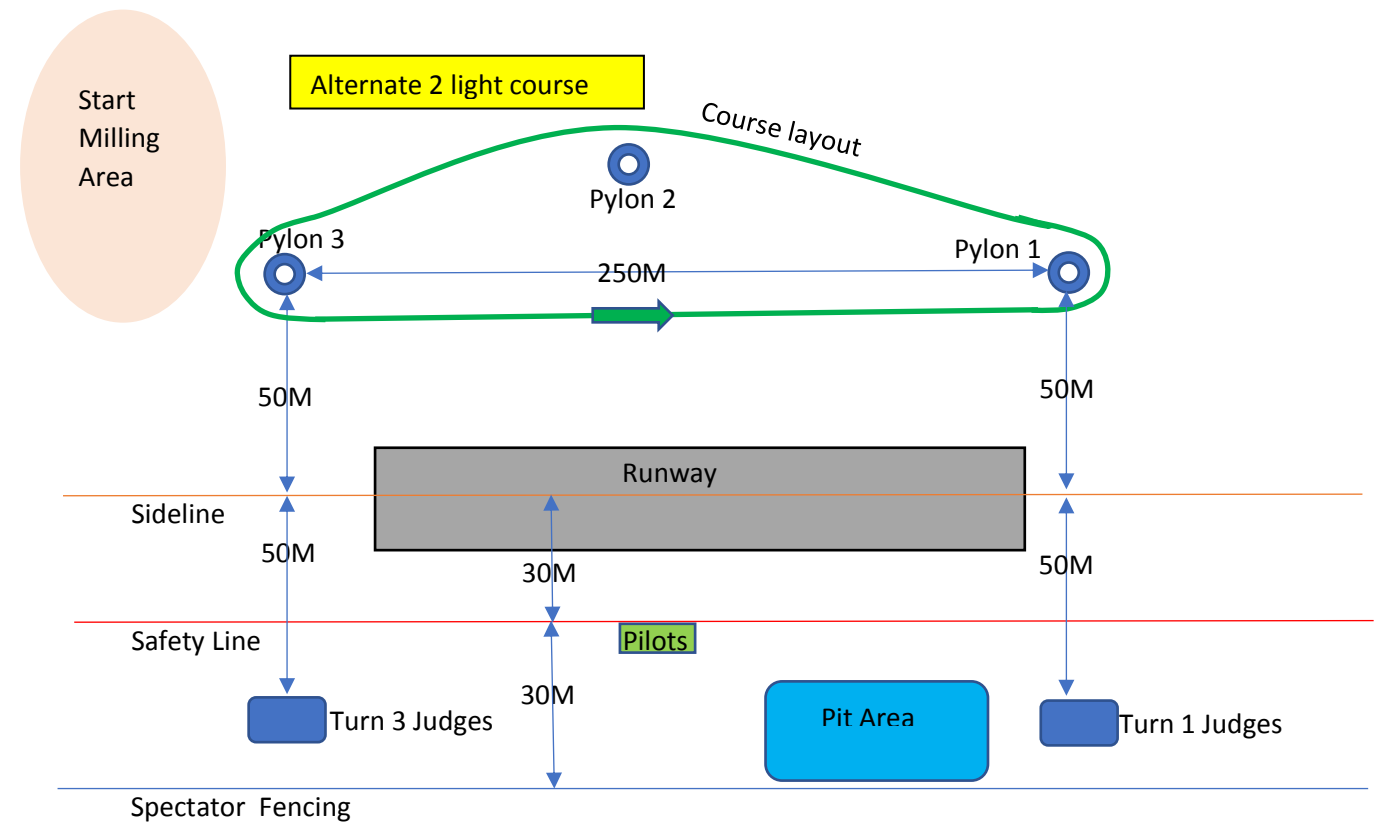 Start
Milling
Area
Alternate 2 light course
Course layout
Pylon 2
Pylon 3
Pylon 1
250M
50M
50M
Runway
Sideline
50M
30M
50M
Safety Line
Pilots
30M
Turn 3 Judges
Pit Area
Turn 1 Judges
Spectator Fencing